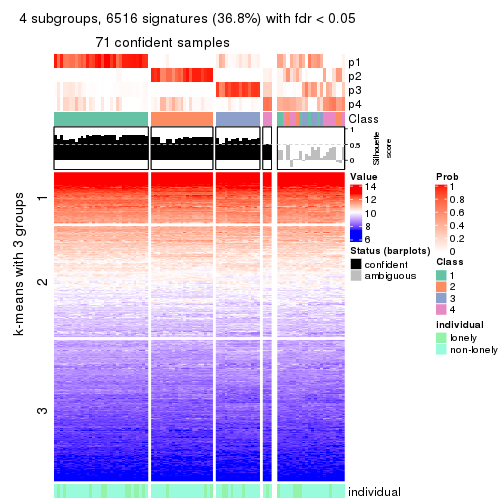 4 subgroups, 6516 signatures (36.8%) with fdr < 0.05
71 confident samples
p1
p2
p3
p4
Class
1
0.5
0
Silhouette
score
k-means with 3 groups
1
2
3
individual
Value
14
12
10
8
6
Status (barplots)
confident
ambiguous
Prob
1
0.8
0.6
0.4
0.2
0
Class
1
2
3
4
individual
lonely
non-lonely